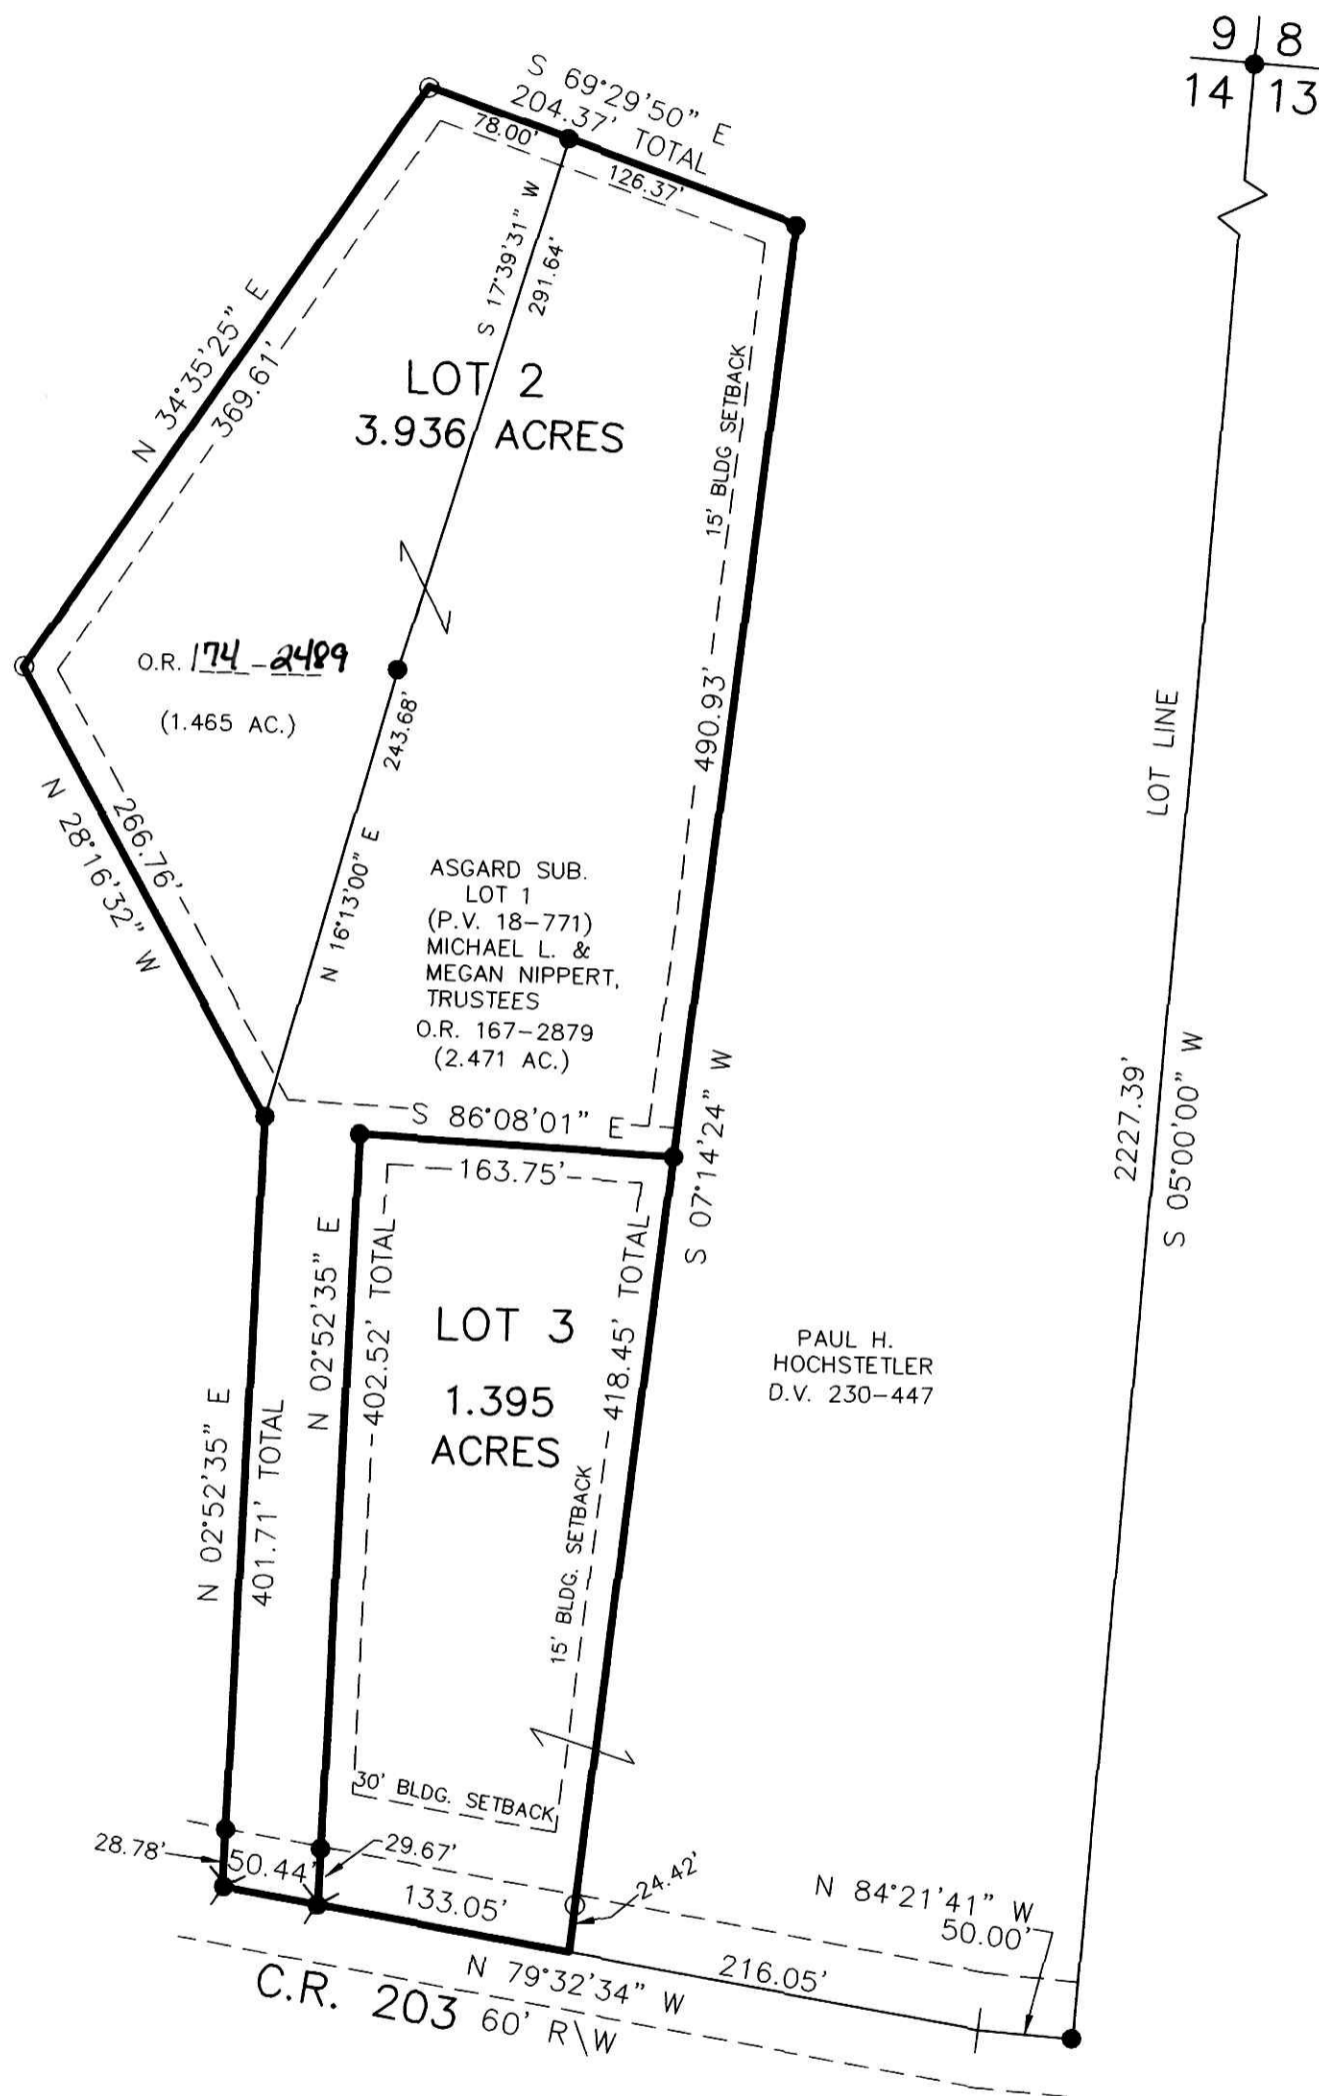 9 8
14 13
S 69°29'50" E
204.37' TOTAL
78.00'
126.37'
S 17°39'31" W
291.64'
N 34°35'25" E
369.61'
LOT 2
3.936 ACRES
15' BLDG SETBACK
O.R. 174-2489
(1.465 AC.)
243.68'
490.93'
LOT LINE
N 28°16'32" W
266.76'
N 16°13'00" E
ASGARD SUB.
LOT 1
(P.V. 18-771)
MICHAEL L. &
MEGAN NIPPERT,
TRUSTEES
O.R. 167-2879
(2.471 AC.)
S 86°08'01" E
163.75'
S 07°14'24" W
2227.39'
S 05°00'00" W
N 02°52'35" E
402.52' TOTAL
418.45' TOTAL
LOT 3
1.395
ACRES
PAUL H.
HOCHSTETLER
D.V. 230-447
N 02°52'35" E
401.71' TOTAL
15' BLDG. SETBACK
30' BLDG. SETBACK
28.78'
50.44'
29.67'
133.05'
24.42'
N 84°21'41" W
50.00'
N 79°32'34" W
216.05'
C.R. 203 60' R\W